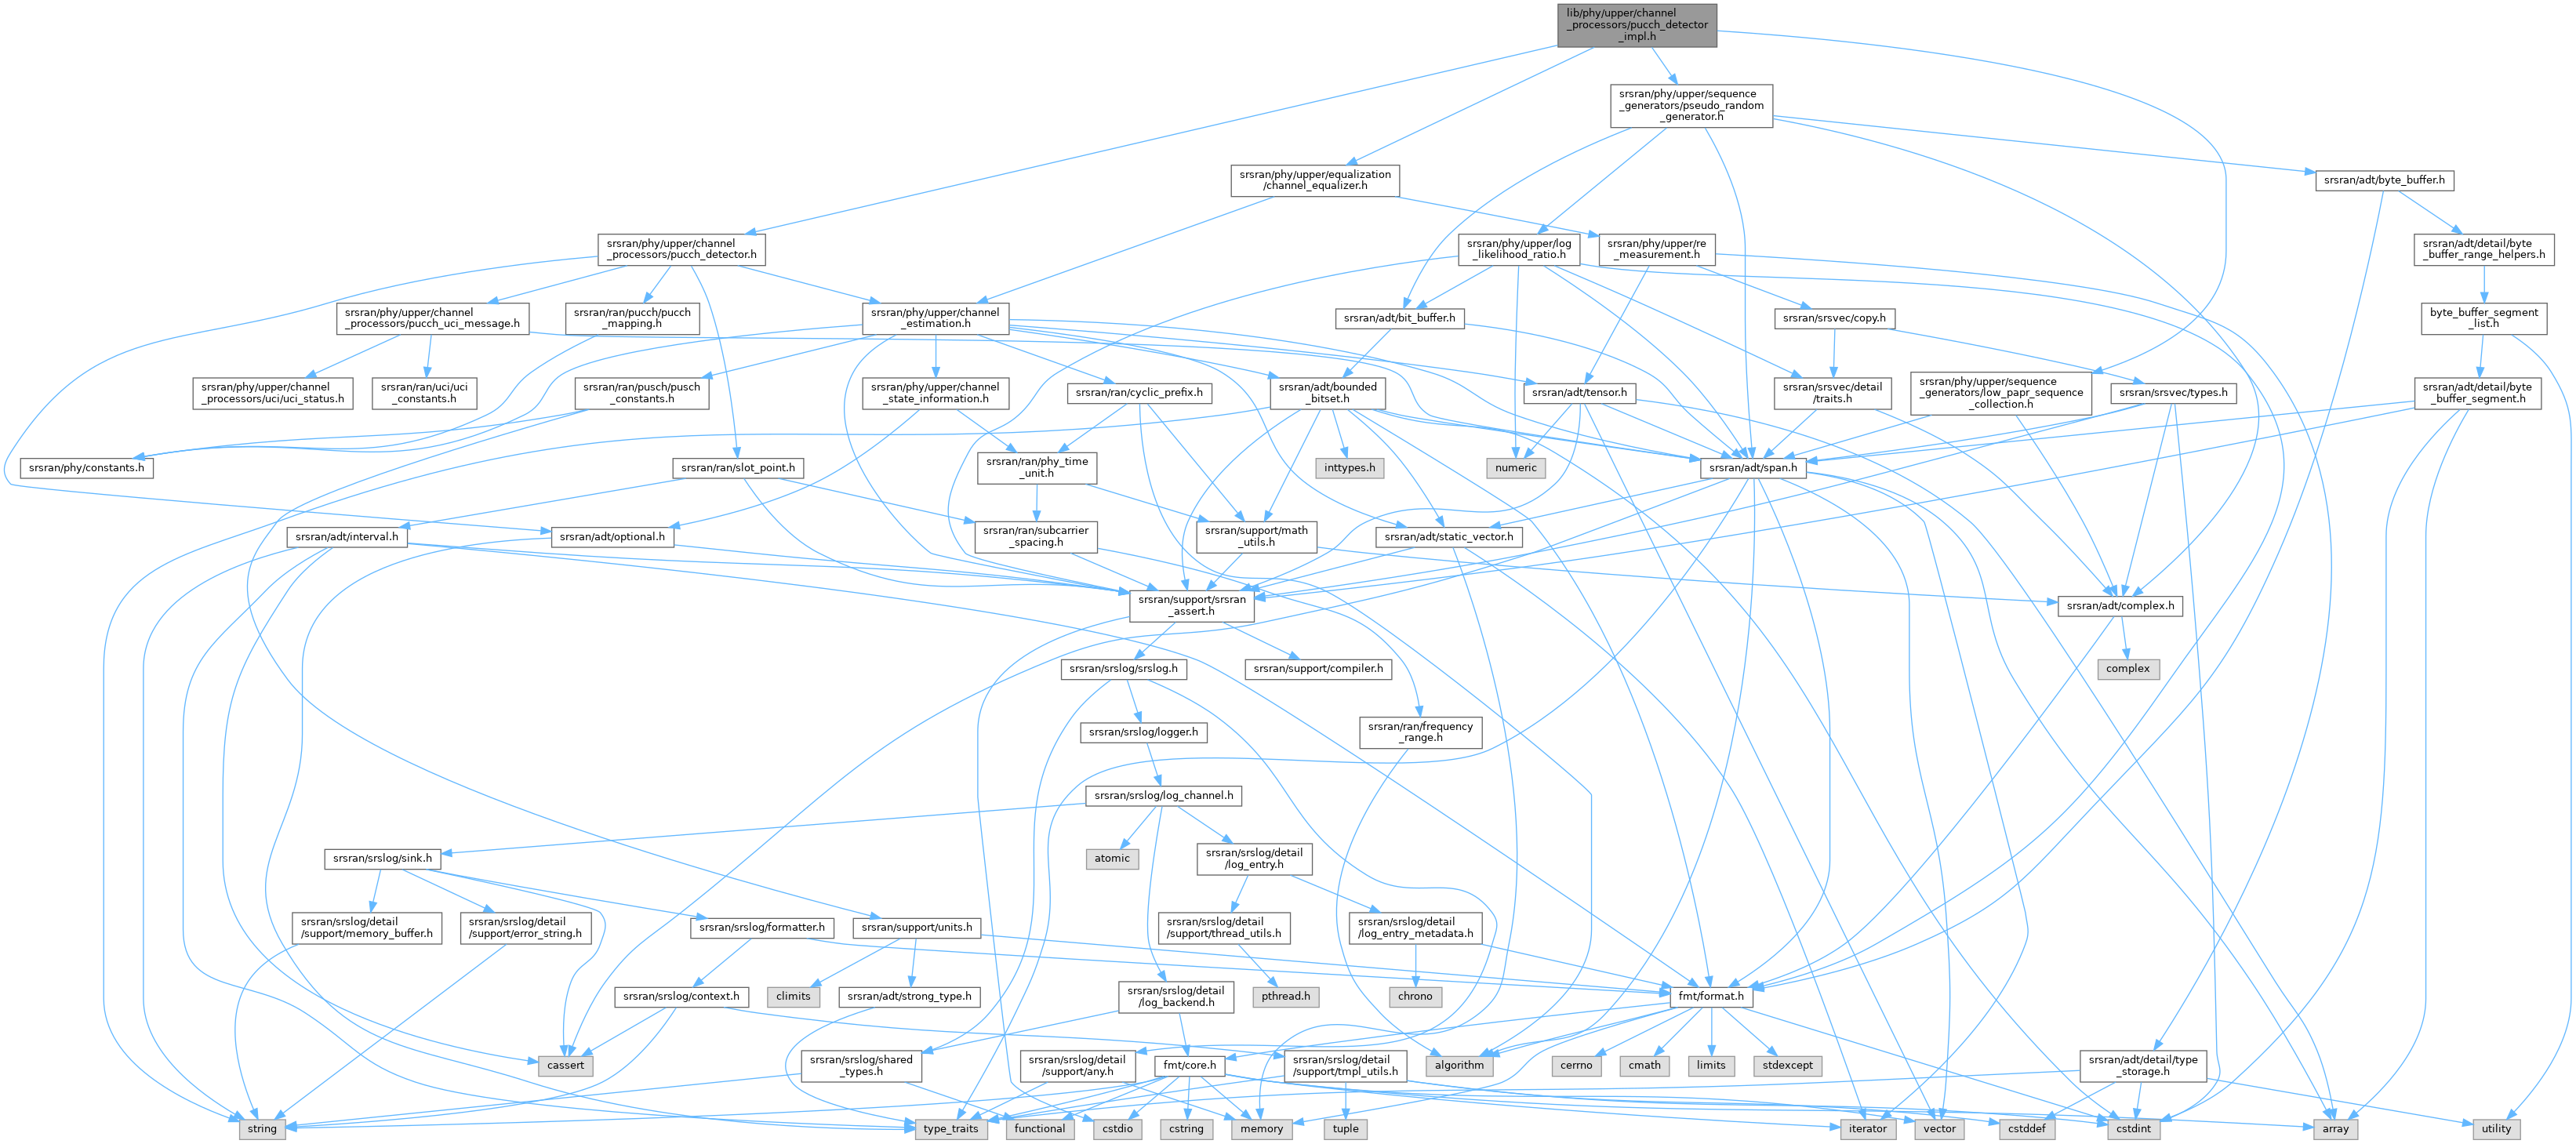 lib/phy/upper/channel
_processors/pucch_detector
_impl.h
srsran/phy/upper/sequence
_generators/pseudo_random
_generator.h
srsran/phy/upper/equalization
/channel_equalizer.h
srsran/adt/byte_buffer.h
srsran/phy/upper/channel
_processors/pucch_detector.h
srsran/phy/upper/log
_likelihood_ratio.h
srsran/phy/upper/re
_measurement.h
srsran/adt/detail/byte
_buffer_range_helpers.h
srsran/phy/upper/channel
_processors/pucch_uci_message.h
srsran/ran/pucch/pucch
_mapping.h
srsran/phy/upper/channel
_estimation.h
srsran/adt/bit_buffer.h
srsran/srsvec/copy.h
byte_buffer_segment
_list.h
srsran/phy/upper/channel
_processors/uci/uci_status.h
srsran/ran/uci/uci
_constants.h
srsran/ran/pusch/pusch
_constants.h
srsran/phy/upper/channel
_state_information.h
srsran/ran/cyclic_prefix.h
srsran/adt/bounded
_bitset.h
srsran/adt/tensor.h
srsran/srsvec/detail
/traits.h
srsran/phy/upper/sequence
_generators/low_papr_sequence
_collection.h
srsran/srsvec/types.h
srsran/adt/detail/byte
_buffer_segment.h
srsran/phy/constants.h
srsran/ran/slot_point.h
srsran/ran/phy_time
_unit.h
inttypes.h
numeric
srsran/adt/span.h
srsran/adt/interval.h
srsran/adt/optional.h
srsran/ran/subcarrier
_spacing.h
srsran/support/math
_utils.h
srsran/adt/static_vector.h
srsran/support/srsran
_assert.h
srsran/adt/complex.h
srsran/srslog/srslog.h
srsran/support/compiler.h
complex
srsran/srslog/logger.h
srsran/ran/frequency
_range.h
srsran/srslog/log_channel.h
srsran/srslog/sink.h
atomic
srsran/srslog/detail
/log_entry.h
srsran/srslog/detail
/support/memory_buffer.h
srsran/srslog/detail
/support/error_string.h
srsran/srslog/formatter.h
srsran/support/units.h
srsran/srslog/detail
/support/thread_utils.h
srsran/srslog/detail
/log_entry_metadata.h
srsran/srslog/context.h
climits
srsran/adt/strong_type.h
srsran/srslog/detail
/log_backend.h
pthread.h
chrono
fmt/format.h
cassert
srsran/srslog/shared
_types.h
srsran/srslog/detail
/support/any.h
fmt/core.h
srsran/srslog/detail
/support/tmpl_utils.h
algorithm
cerrno
cmath
limits
stdexcept
srsran/adt/detail/type
_storage.h
string
type_traits
functional
cstdio
cstring
memory
tuple
iterator
vector
cstddef
cstdint
array
utility